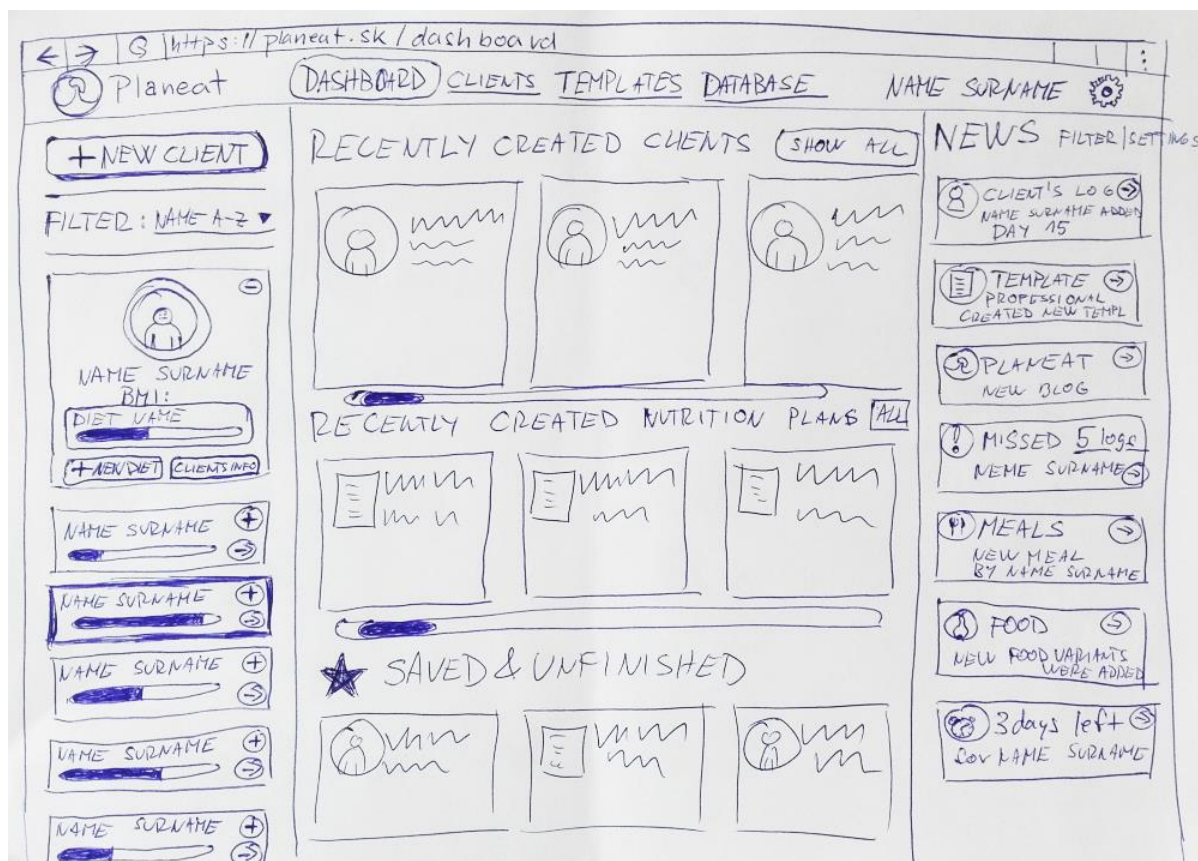 https://planeat.sk/dashboard
Planeat
DASHBOARD CLIENTS TEMPLATES DATABASE
NAME SURNAME
+ NEW CLIENT
FILTER: NAME A-Z ▼
NAME SURNAME
BMI:
DIET NAME
+ NEW DIET
CLIENTS INFO
NAME SURNAME
NAME SURNAME
NAME SURNAME
NAME SURNAME
NAME SURNAME
RECENTLY CREATED CLIENTS
SHOW ALL
RECENTLY CREATED NUTRITION PLANS
ALL
SAVED & UNFINISHED
NEWS FILTER|SETTINGS
CLIENT'S LOG
NAME SURNAME ADDED
DAY 15
TEMPLATE
PROFESSIONAL
CREATED NEW TEMPL
PLANEAT
NEW BLOG
MISSED 5 logs
NEME SURNAME
MEALS
NEW MEAL
BY NAME SURNAME
FOOD
NEW FOOD VARIANTS
WERE ADDED
3 days left
for NAME SURNAME